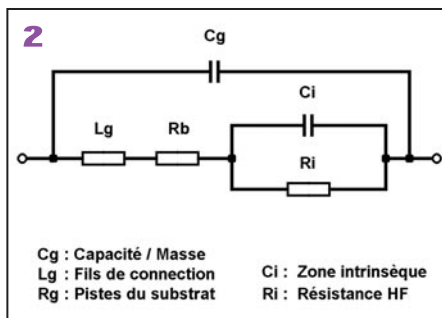 2
Cg
Ci
Lg
Rb
Ri
Cg : Capacité / Masse
Lg : Fils de connection
Rg : Pistes du substrat
Ci : Zone intrinsèque
Ri : Résistance HF